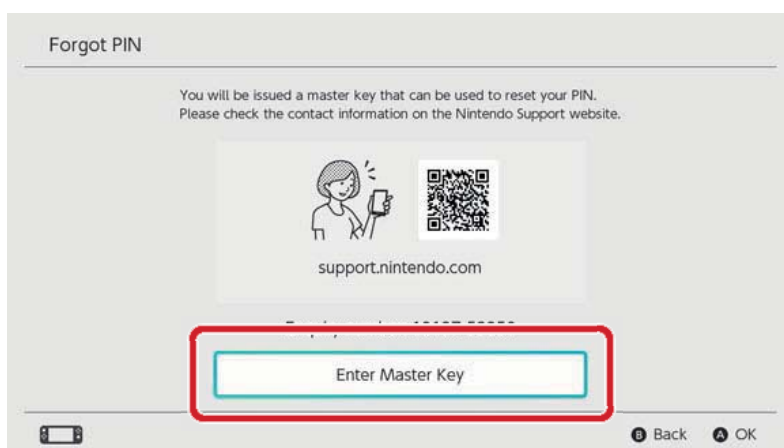 Forgot PIN
You will be issued a master key that can be used to reset your PIN.
Please check the contact information on the Nintendo Support website.
support.nintendo.com
Enter Master Key
B Back A OK